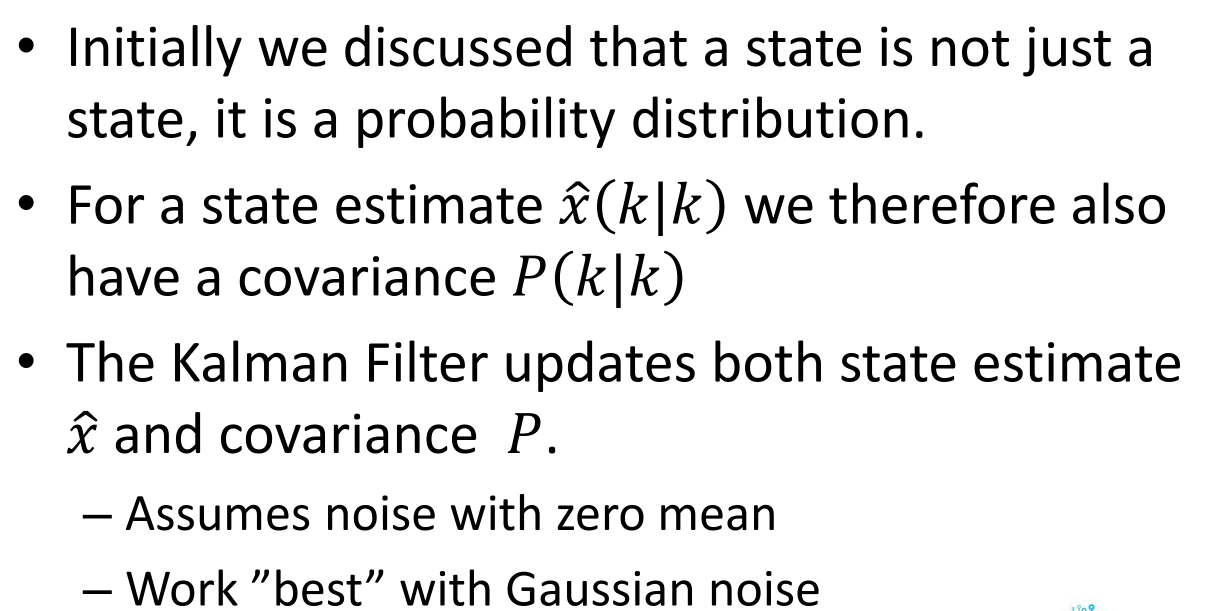 • Initially we discussed that a state is not just a
state, it is a probability distribution.
• For a state estimate x̂(k|k) we therefore also
have a covariance P(k|k)
• The Kalman Filter updates both state estimate
x̂ and covariance P.
– Assumes noise with zero mean
– Work ”best” with Gaussian noise